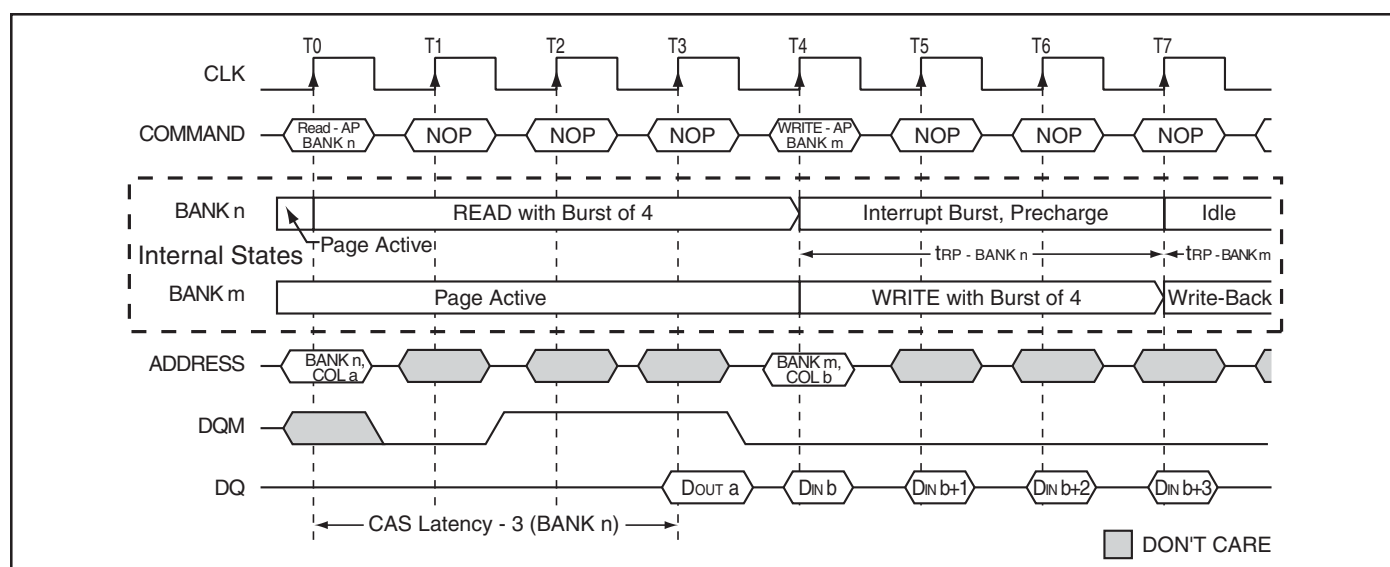 T0 T1 T2 T3 T4 T5 T6 T7
CLK
COMMAND Read - AP BANK n NOP NOP NOP WRITE - AP BANK m NOP NOP NOP
BANK n READ with Burst of 4 Interrupt Burst, Precharge Idle
Page Active tRP - BANK n tRP - BANK m
Internal States
BANK m Page Active WRITE with Burst of 4 Write-Back
ADDRESS BANK n, COL a BANK m, COL b
DQM
DQ DOUT a DIN b DIN b+1 DIN b+2 DIN b+3
CAS Latency - 3 (BANK n)
DON'T CARE